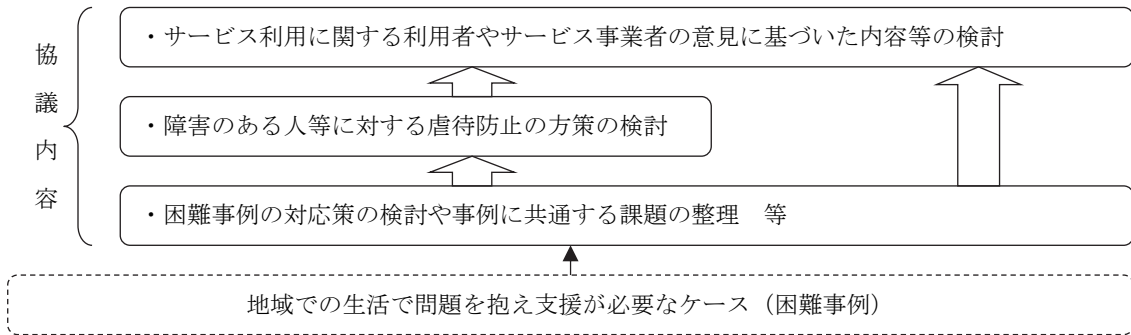 協議内容
・サービス利用に関する利用者やサービス事業者の意見に基づいた内容等の検討
・障害のある人等に対する虐待防止の方策の検討
・困難事例の対応策の検討や事例に共通する課題の整理　等
地域での生活で問題を抱え支援が必要なケース（困難事例）